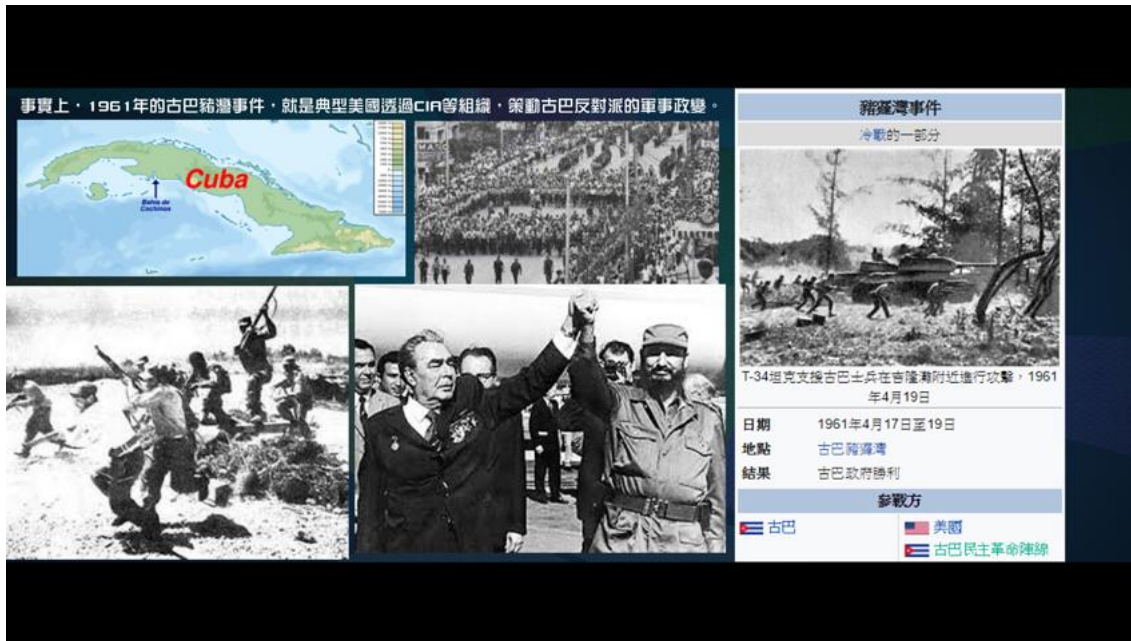 事實上，1961年的古巴豬灣事件，就是典型美國透過CIA等組織，策動古巴反對派的軍事政變。
Cuba
Bahía de
Cochinos
豬玀灣事件
冷戰的一部分
T-34坦克支援古巴士兵在吉隆灘附近進行攻擊，1961
年4月19日
日期 1961年4月17日至19日
地點 古巴豬玀灣
結果 古巴政府勝利
參戰方
古巴 美國
古巴民主革命陣線